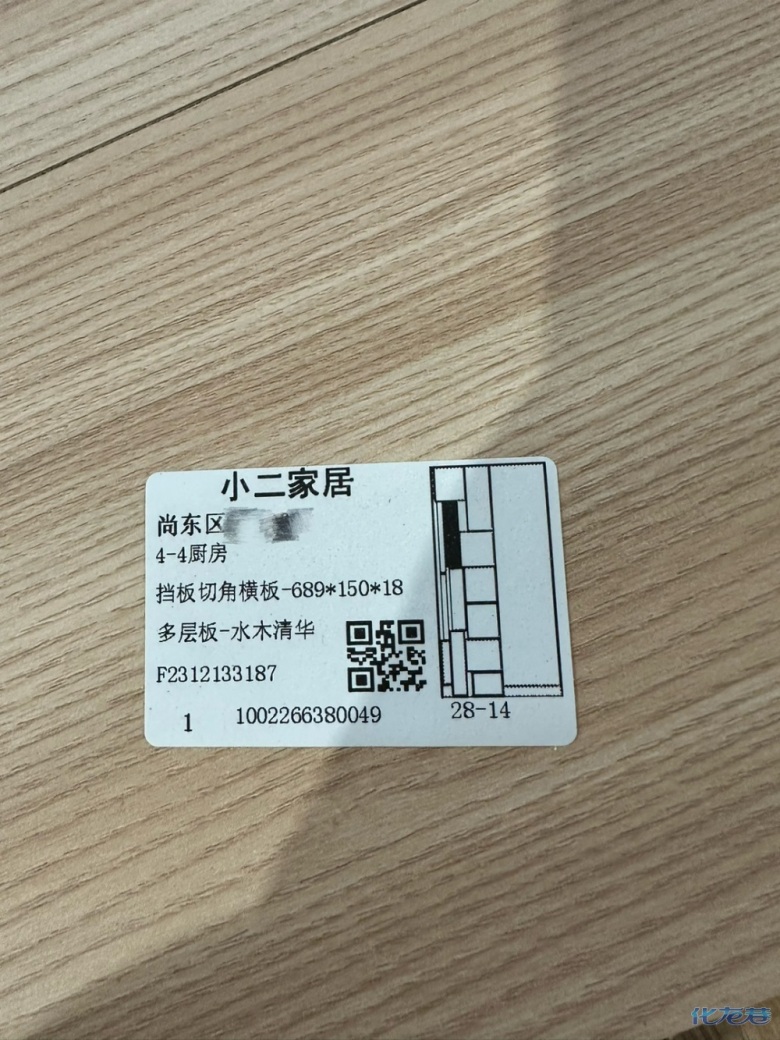 小二家居
尚东区
4-4厨房
挡板切角横板-689*150*18
多层板-水木清华
F2312133187
1 1002266380049 28-14
化龙巷